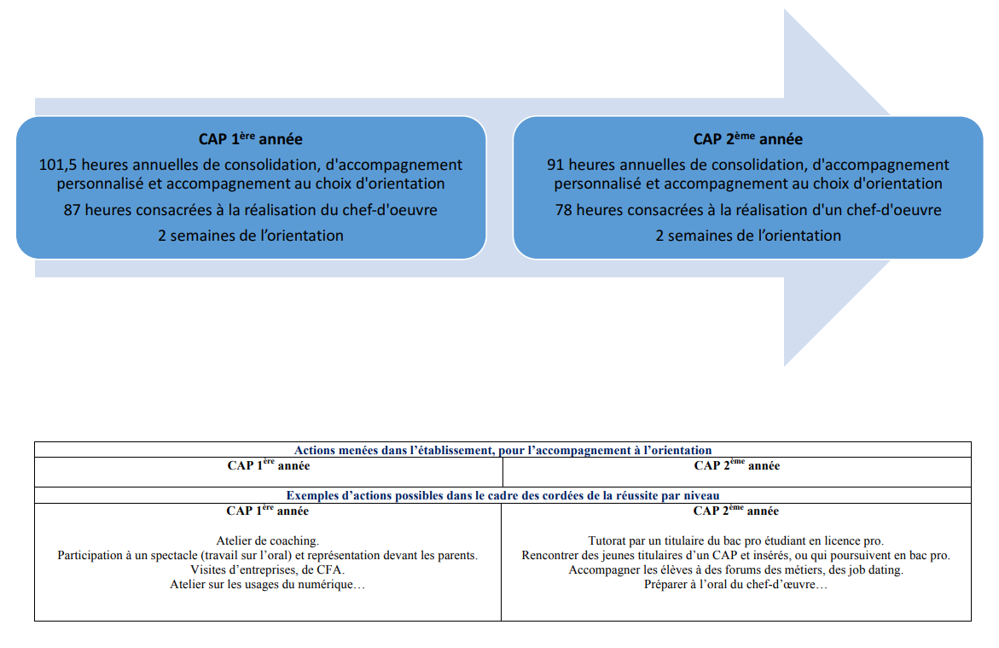 CAP 1ère année
101,5 heures annuelles de consolidation, d'accompagnement
personnalisé et accompagnement au choix d'orientation
87 heures consacrées à la réalisation du chef-d'oeuvre
2 semaines de l’orientation
CAP 2ème année
91 heures annuelles de consolidation, d'accompagnement
personnalisé et accompagnement au choix d'orientation
78 heures consacrées à la réalisation d'un chef-d'oeuvre
2 semaines de l’orientation
Actions menées dans l’établissement, pour l’accompagnement à l’orientation
CAP 1ère année
CAP 2ème année
Exemples d’actions possibles dans le cadre des cordées de la réussite par niveau
CAP 1ère année
Atelier de coaching.
Participation à un spectacle (travail sur l’oral) et représentation devant les parents.
Visites d’entreprises, de CFA.
Atelier sur les usages du numérique…
CAP 2ème année
Tutorat par un titulaire du bac pro étudiant en licence pro.
Rencontrer des jeunes titulaires d’un CAP et insérés, ou qui poursuivent en bac pro.
Accompagner les élèves à des forums des métiers, des job dating.
Préparer à l’oral du chef-d’œuvre…